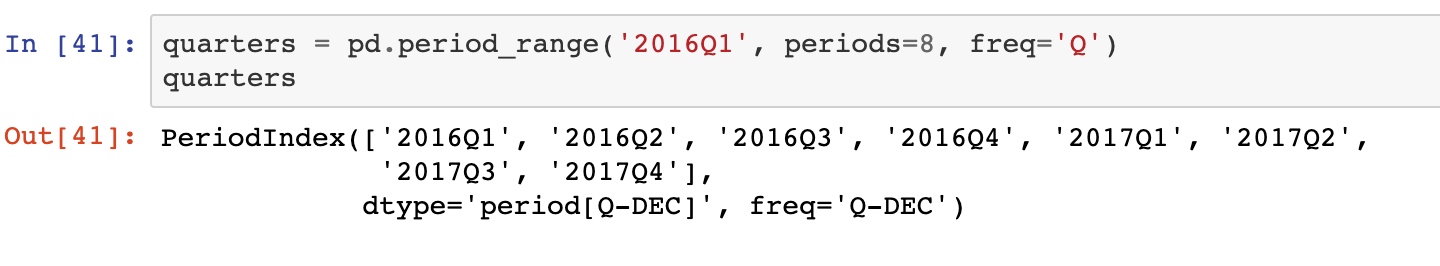 In [41]: quarters = pd.period_range('2016Q1', periods=8, freq='Q')
quarters
Out[41]: PeriodIndex(['2016Q1', '2016Q2', '2016Q3', '2016Q4', '2017Q1', '2017Q2',
'2017Q3', '2017Q4'],
dtype='period[Q-DEC]', freq='Q-DEC')